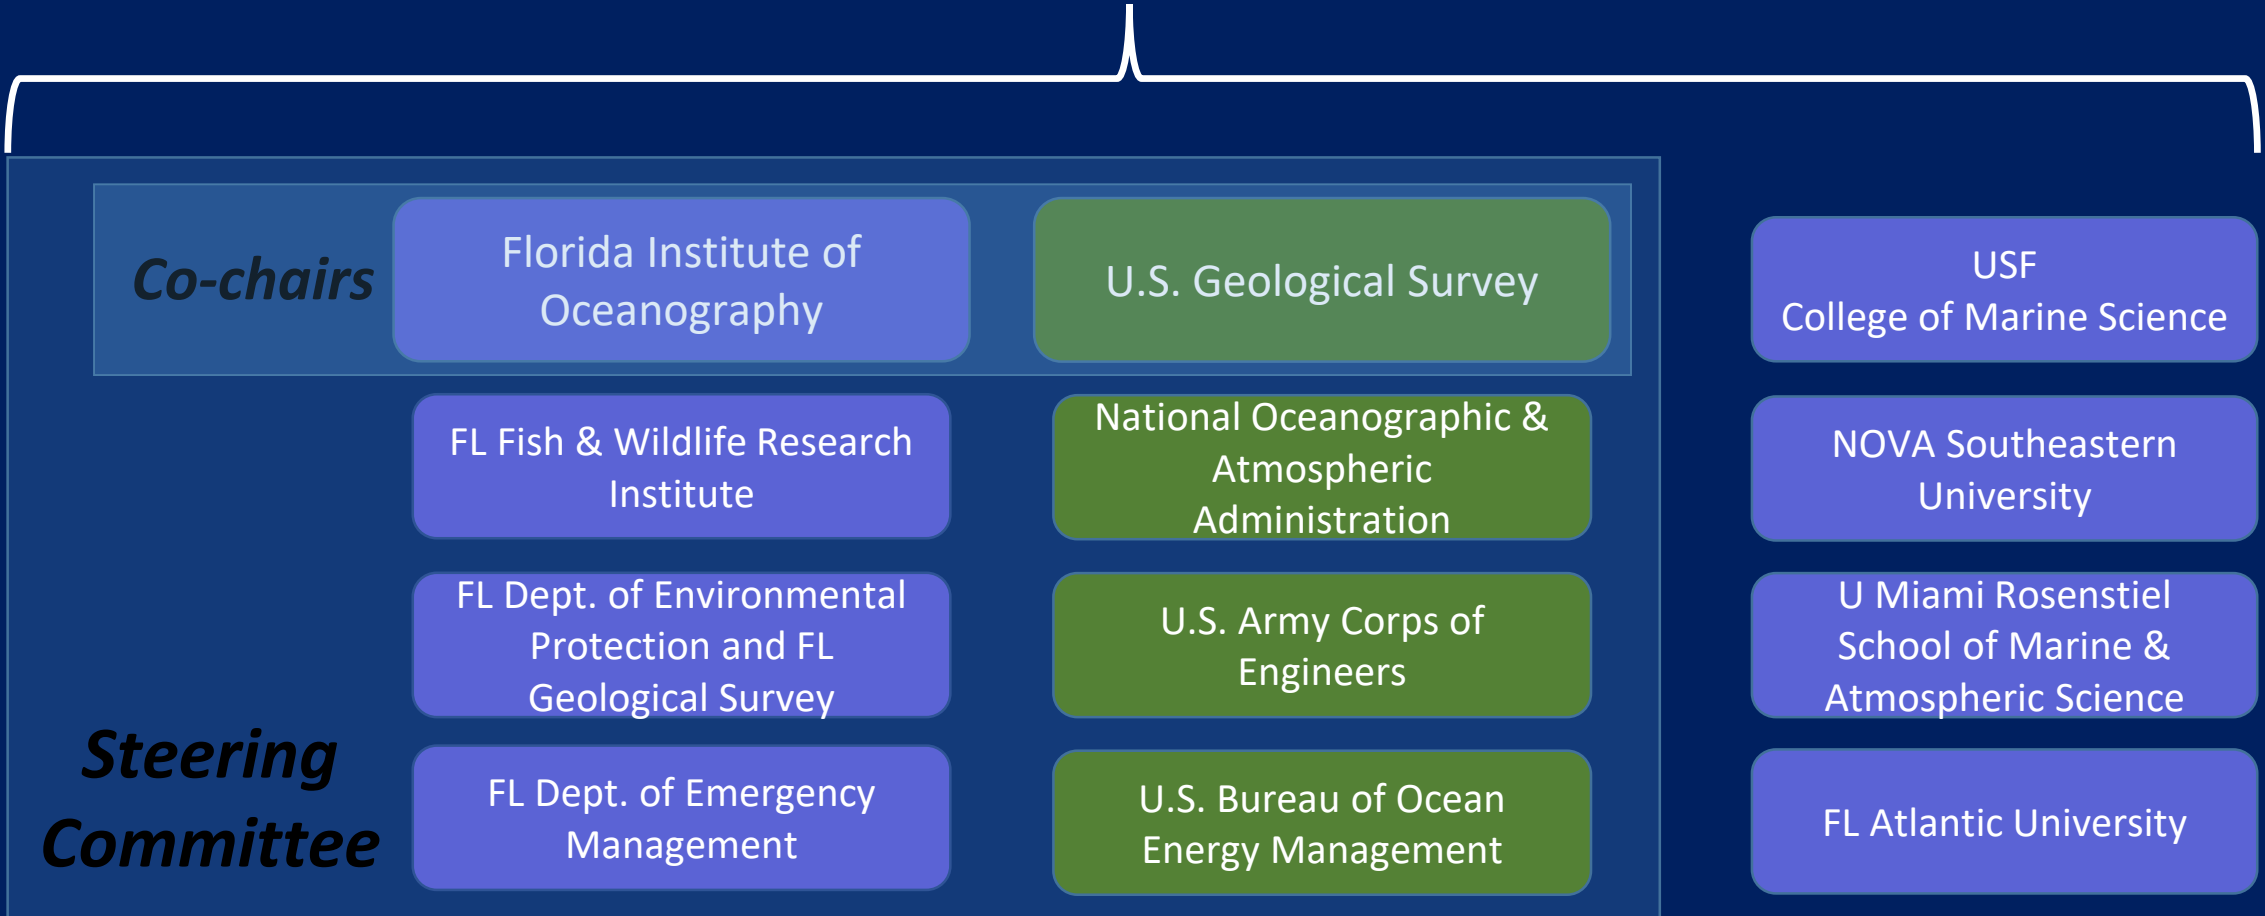 Co-chairs
Florida Institute of
Oceanography
U.S. Geological Survey
USF
College of Marine Science
FL Fish & Wildlife Research
Institute
National Oceanographic &
Atmospheric
Administration
NOVA Southeastern
University
FL Dept. of Environmental
Protection and FL
Geological Survey
U.S. Army Corps of
Engineers
U Miami Rosenstiel
School of Marine &
Atmospheric Science
Steering
Committee
FL Dept. of Emergency
Management
U.S. Bureau of Ocean
Energy Management
FL Atlantic University